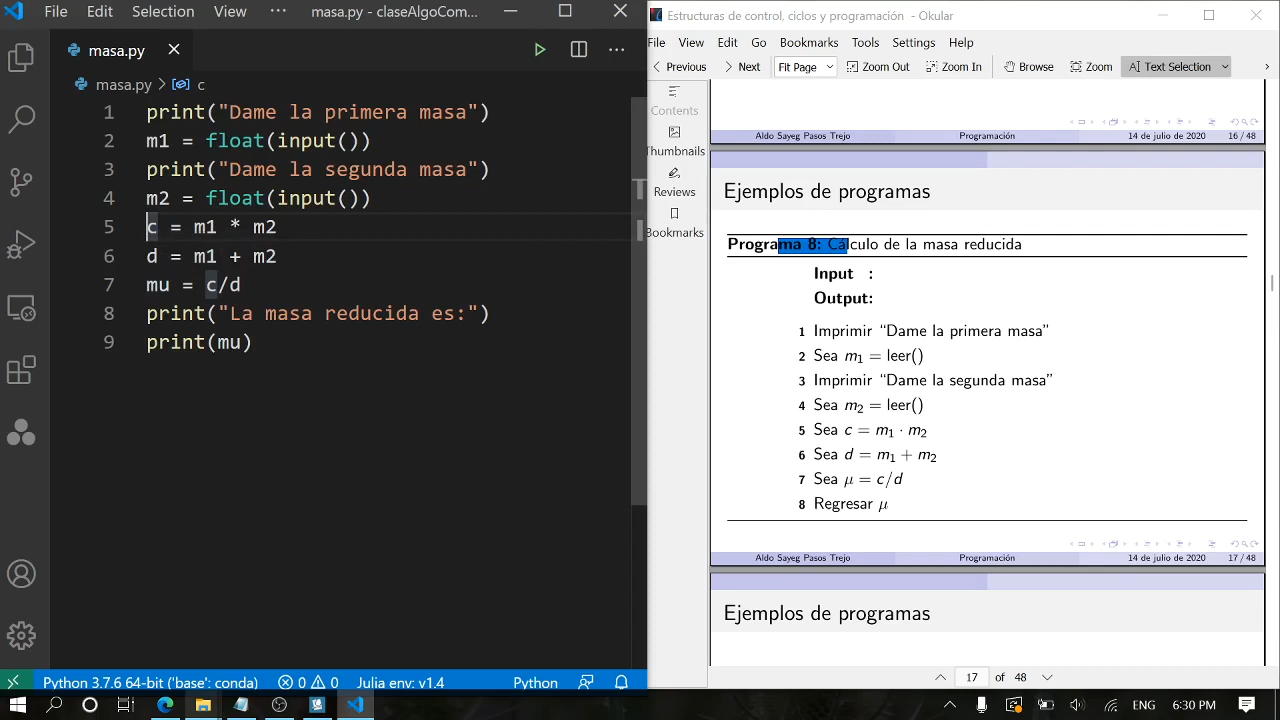 File Edit Selection View ··· masa.py - claseAlgoCom...
masa.py
masa.py > c
1 print("Dame la primera masa")
2 m1 = float(input())
3 print("Dame la segunda masa")
4 m2 = float(input())
5 c = m1 * m2
6 d = m1 + m2
7 mu = c/d
8 print("La masa reducida es:")
9 print(mu)
Python 3.7.6 64-bit ('base': conda) 0 0 Julia env: v1.4 Python
Estructuras de control, ciclos y programación - Okular
File View Edit Go Bookmarks Tools Settings Help
Previous Next Fit Page Zoom Out Zoom In Browse Zoom Text Selection
Contents
Thumbnails
Reviews
Bookmarks
Aldo Sayeg Pasos Trejo Programación 14 de julio de 2020 16 / 48
Ejemplos de programas
Programa 8: Cálculo de la masa reducida
Input :
Output:
1 Imprimir “Dame la primera masa”
2 Sea m₁ = leer()
3 Imprimir “Dame la segunda masa”
4 Sea m₂ = leer()
5 Sea c = m₁ · m₂
6 Sea d = m₁ + m₂
7 Sea μ = c/d
8 Regresar μ
Aldo Sayeg Pasos Trejo Programación 14 de julio de 2020 17 / 48
Ejemplos de programas
17 of 48
6:30 PM